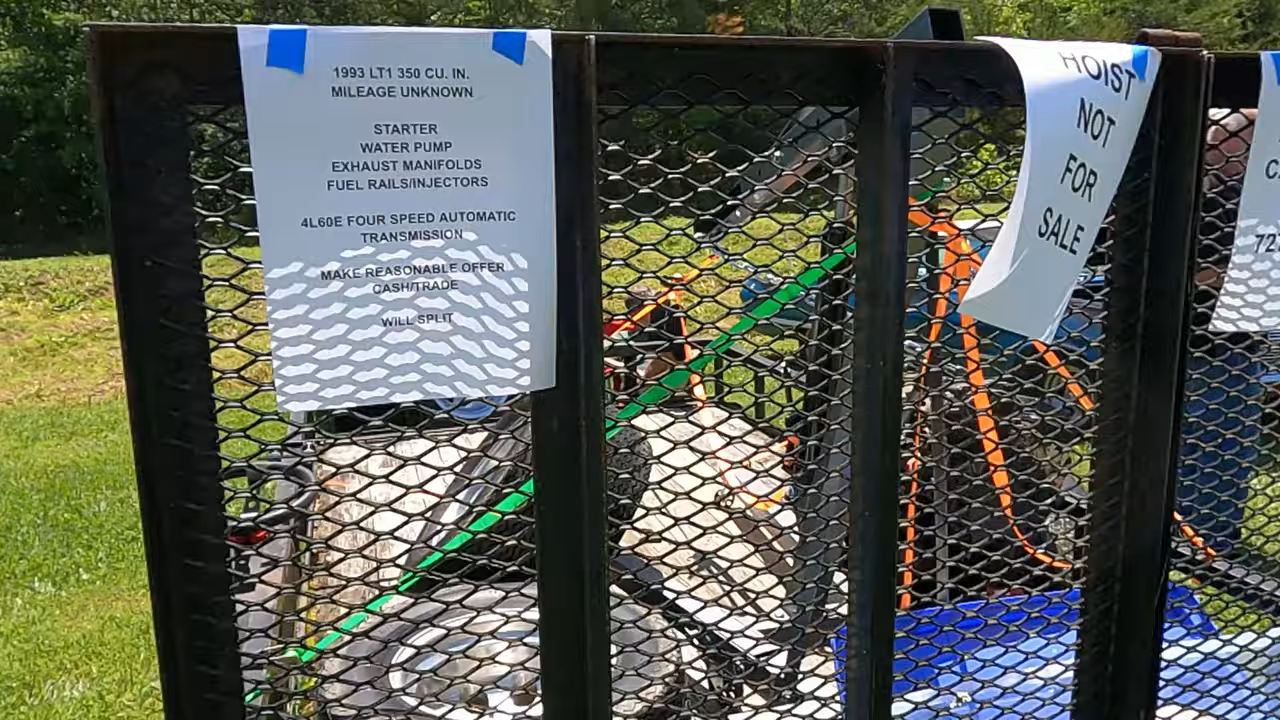 1993 LT1 350 CU. IN.
MILEAGE UNKNOWN
STARTER
WATER PUMP
EXHAUST MANIFOLDS
FUEL RAILS/INJECTORS
4L60E FOUR SPEED AUTOMATIC
TRANSMISSION
MAKE REASONABLE OFFER
CASH/TRADE
WILL SPLIT
HOIST
NOT
FOR
SALE